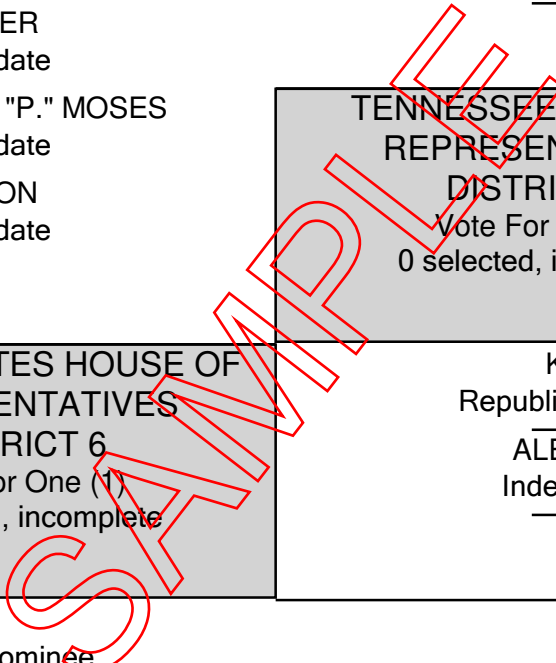 ER
date
"P." MOSES
date
ON
date
TES HOUSE OF
ENTATIVES
RICT 6
or One (1)
, incomplete
ominee
TENNESSEE
REPRESEN
DISTRI
Vote For
0 selected, i
K
Republi
ALE
Inde
SAMPLE